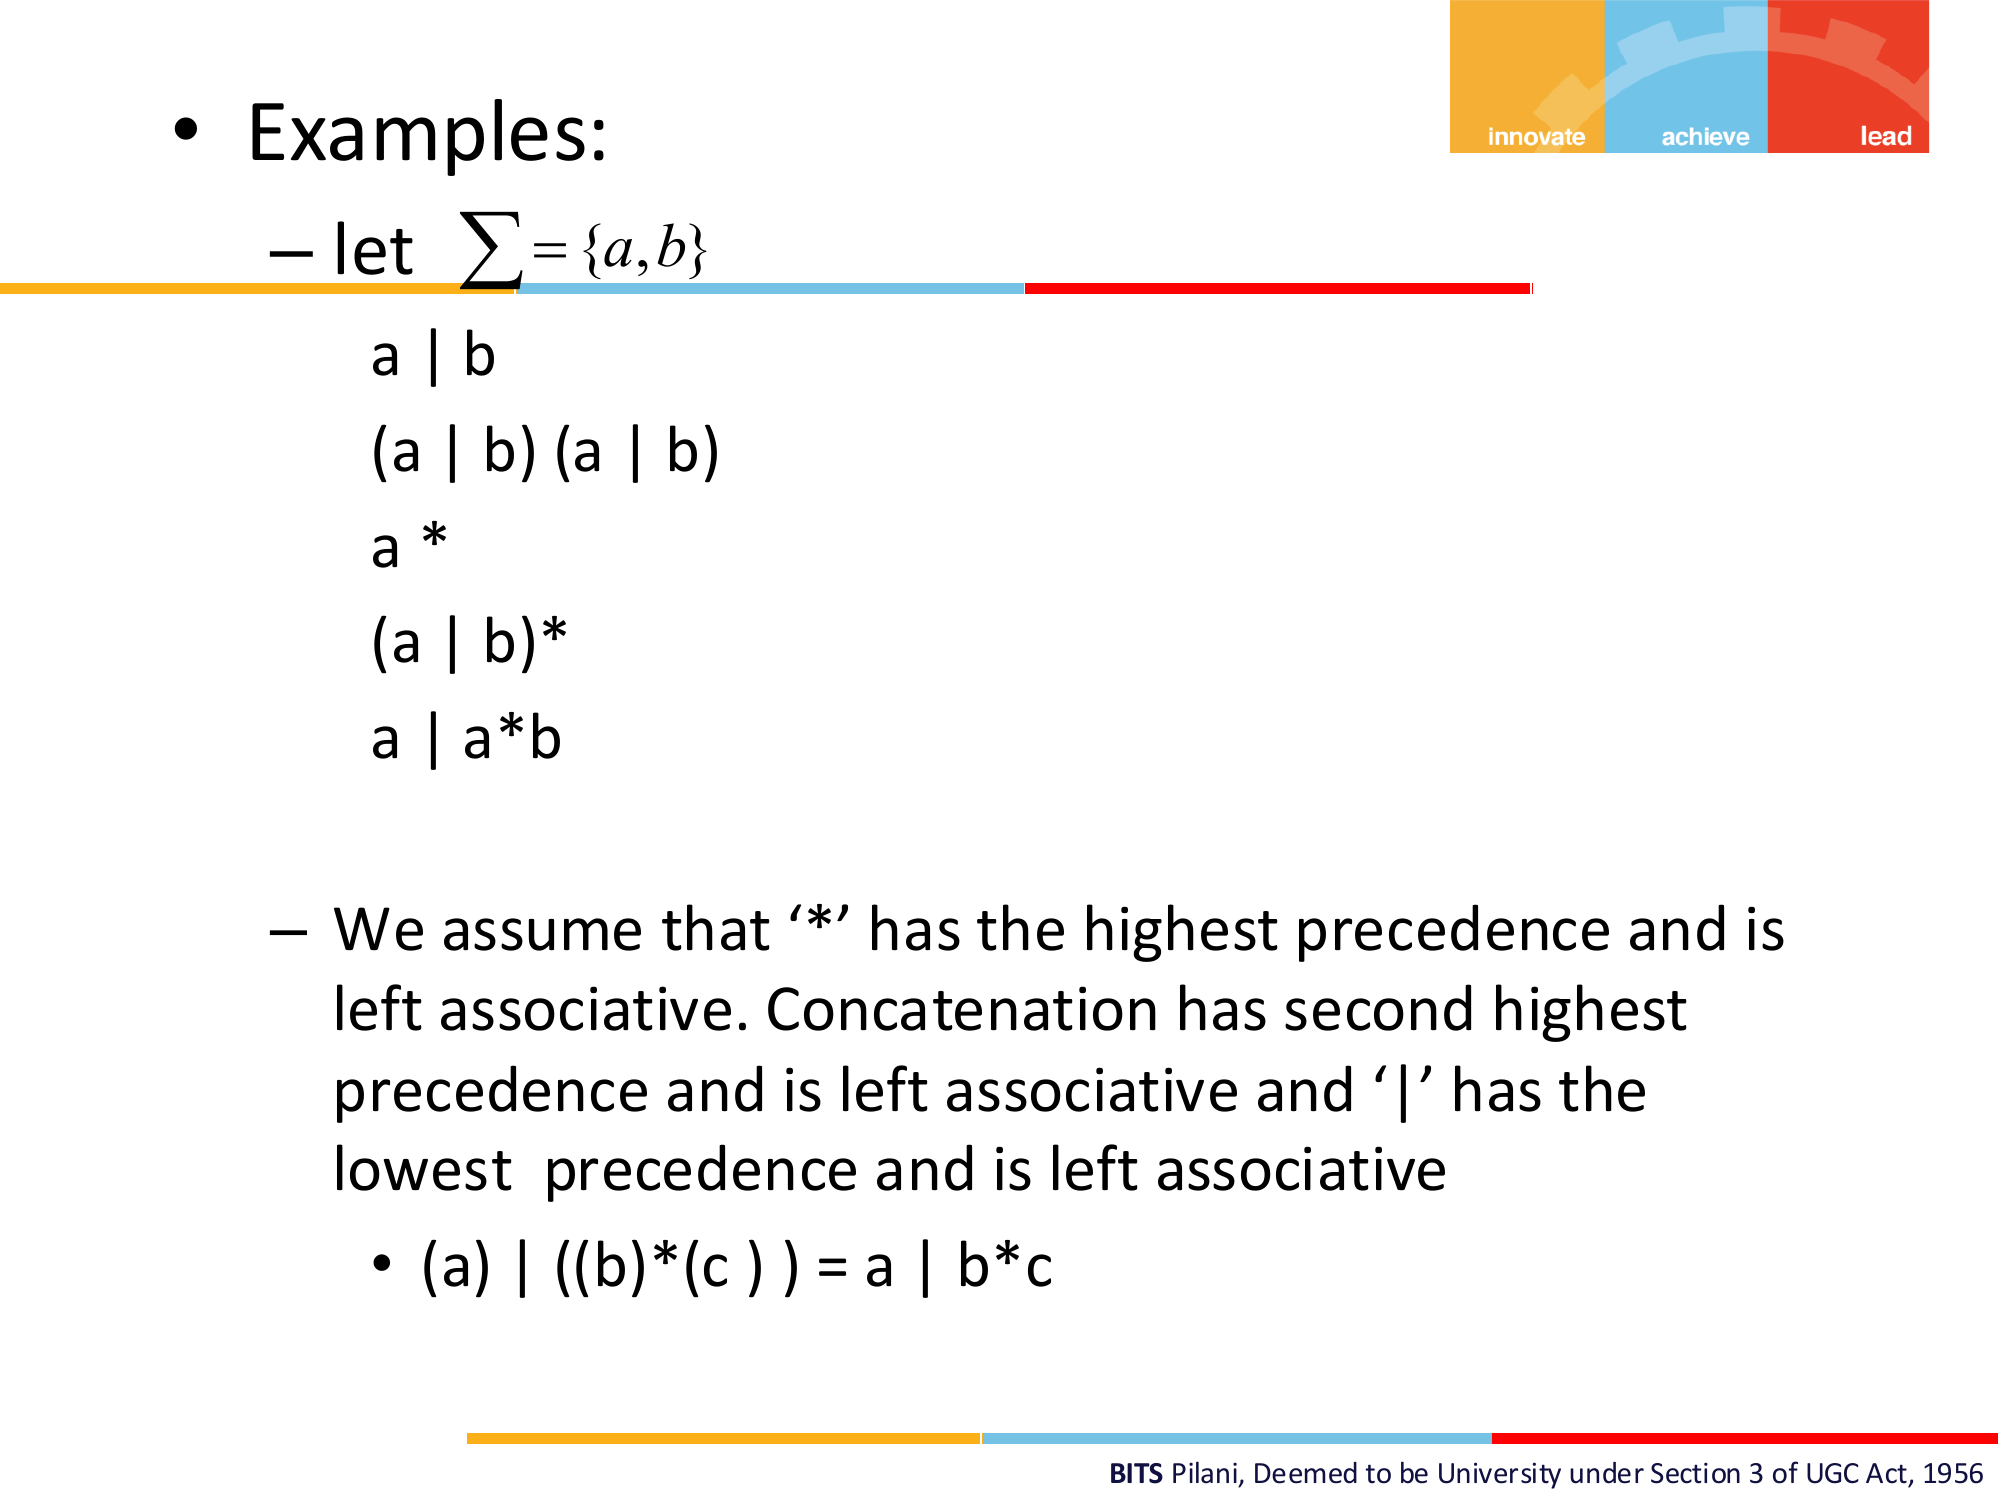 innovate achieve lead
• Examples:
– let ∑ = {a, b}
a | b
(a | b) (a | b)
a *
(a | b)*
a | a*b
– We assume that ‘*’ has the highest precedence and is
left associative. Concatenation has second highest
precedence and is left associative and ‘|’ has the
lowest precedence and is left associative
• (a) | ((b)*(c ) ) = a | b*c
BITS Pilani, Deemed to be University under Section 3 of UGC Act, 1956